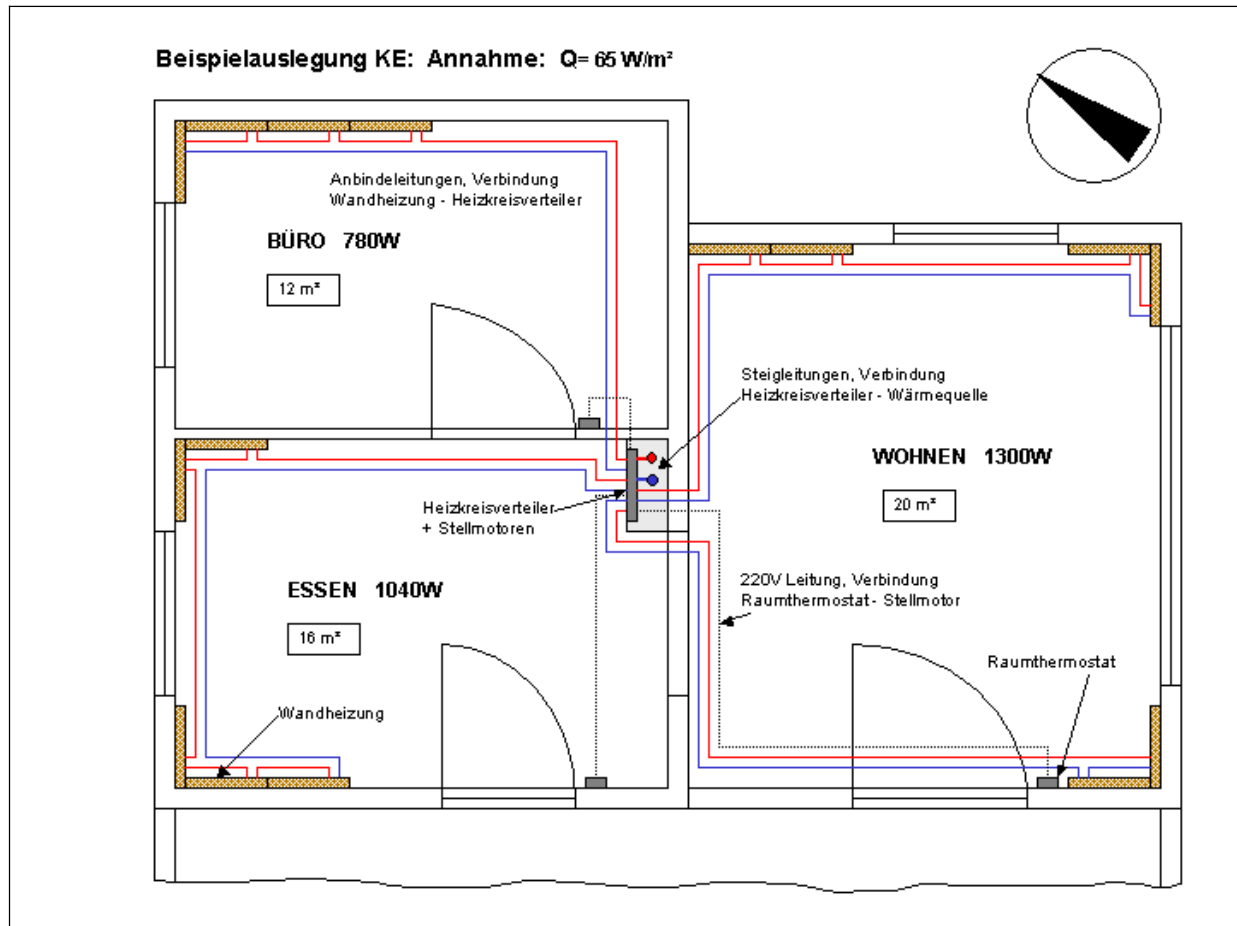 Beispielauslegung KE: Annahme: Q= 65 W/m²
Anbindeleitungen, Verbindung
Wandheizung - Heizkreisverteiler
BÜRO 780W
12 m²
Steigleitungen, Verbindung
Heizkreisverteiler - Wärmequelle
WOHNEN 1300W
20 m²
Heizkreisverteiler
+ Stellmotoren
ESSEN 1040W
16 m²
220V Leitung, Verbindung
Raumthermostat- Stellmotor
Raumthermostat
Wandheizung